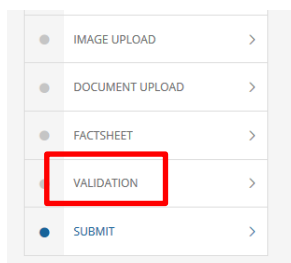 IMAGE UPLOAD
DOCUMENT UPLOAD
FACTSHEET
VALIDATION
SUBMIT